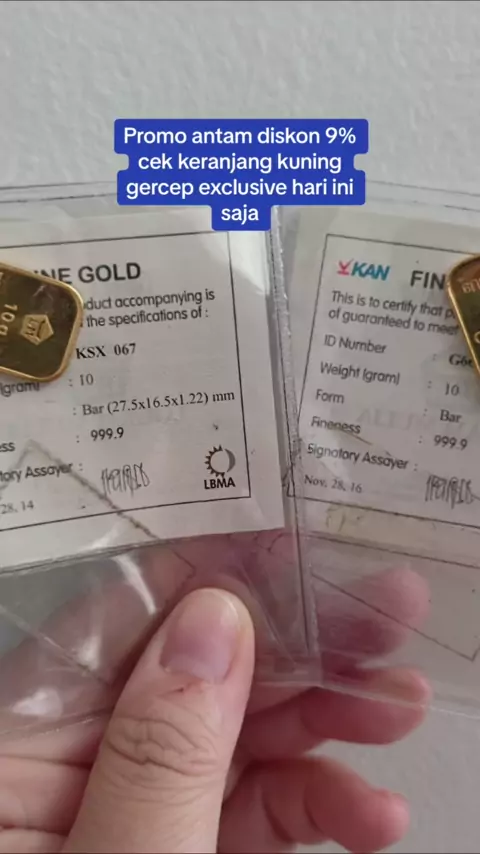 Promo antam diskon 9%
cek keranjang kuning
gercep exclusive hari ini
saja
NE GOLD
duct accompanying is
the specifications of :
KSX 067
(gram) : 10
: Bar (27.5x16.5x1.22) mm
ess : 999.9
tory Assayer :
28, 14
LBMA
10
KAN
FIN
This is to certify that p
of guaranteed to meet
ID Number : G6
Weight (gram) : 10
Form : Bar
Fineness : 999.9
Signatory Assayer :
Nov, 28, 16